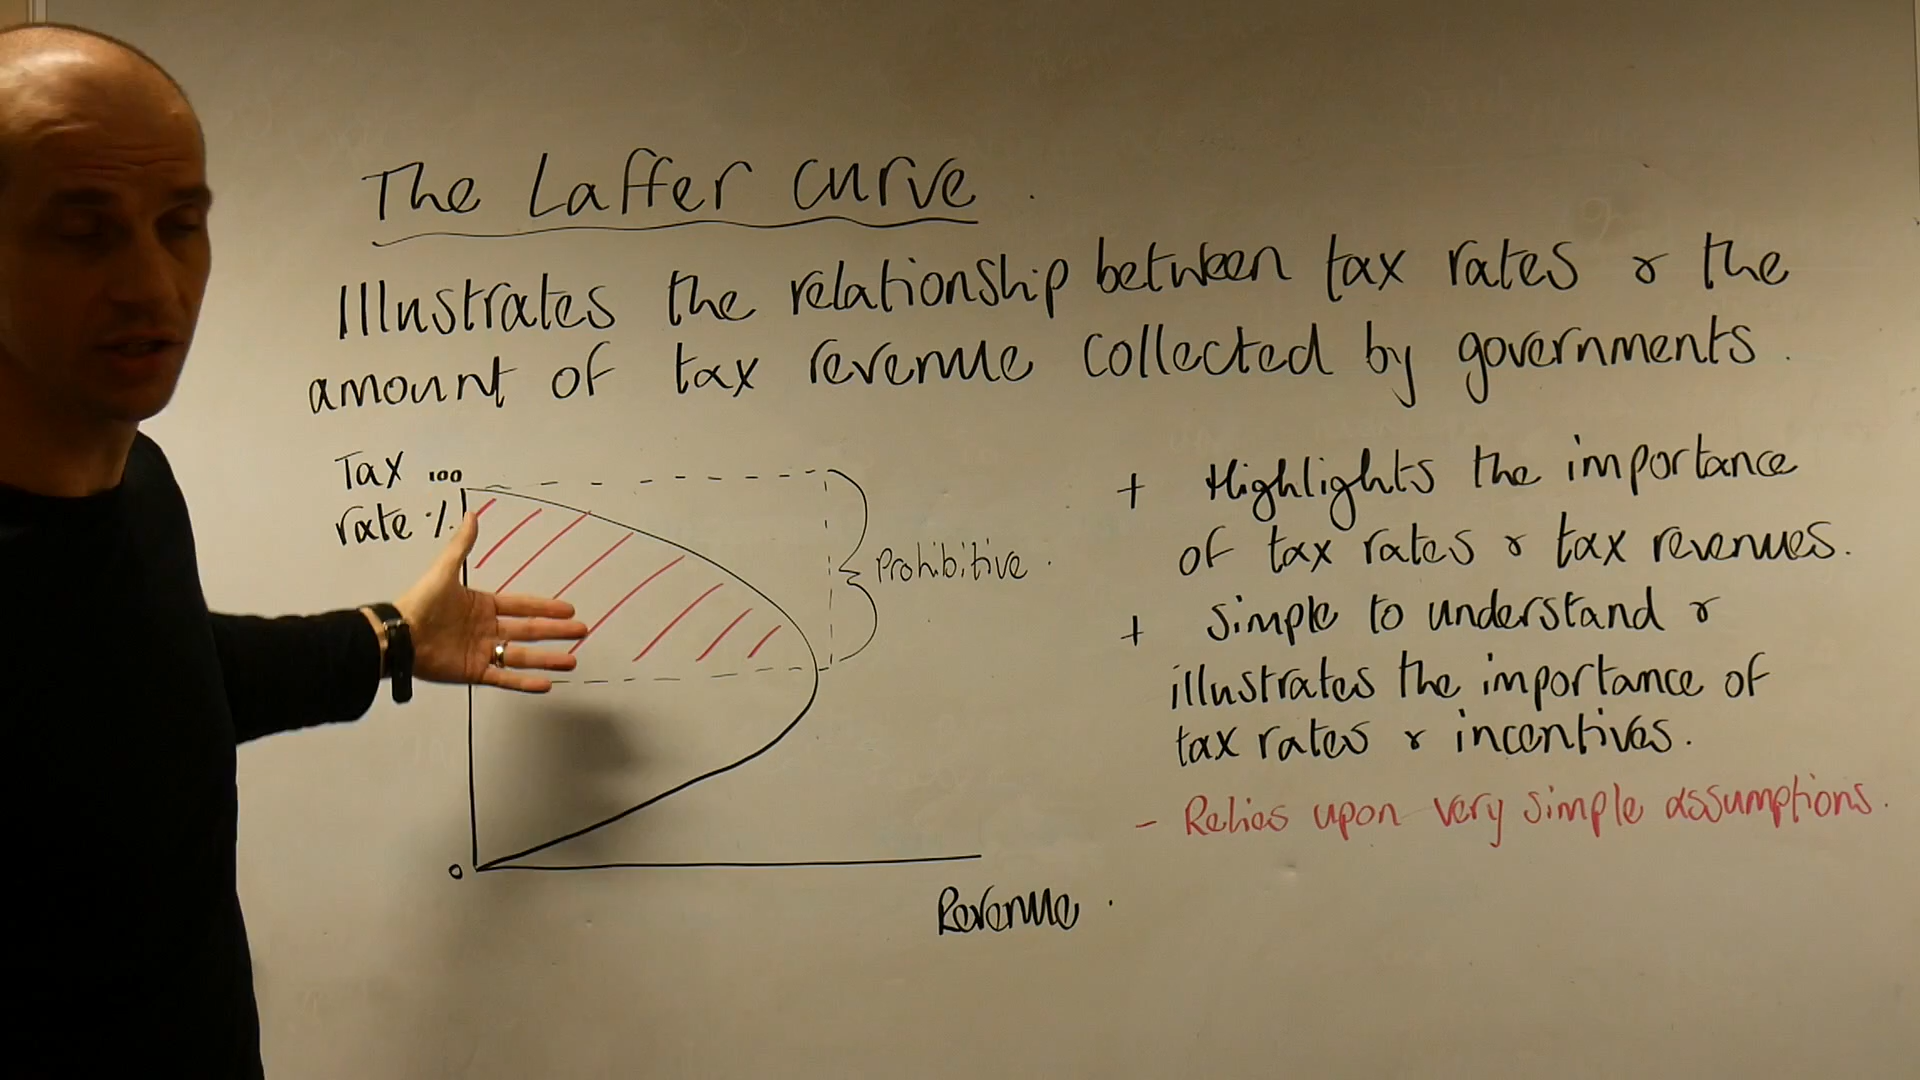 The Laffer curve
Illustrates the relationship between tax rates & the
amount of tax revenue collected by governments.
Tax 100
rate %
Prohibitive.
0
Revenue.
+ Highlights the importance
of tax rates & tax revenues.
+ Simple to understand &
illustrates the importance of
tax rates & incentives.
- Relies upon very simple assumptions.